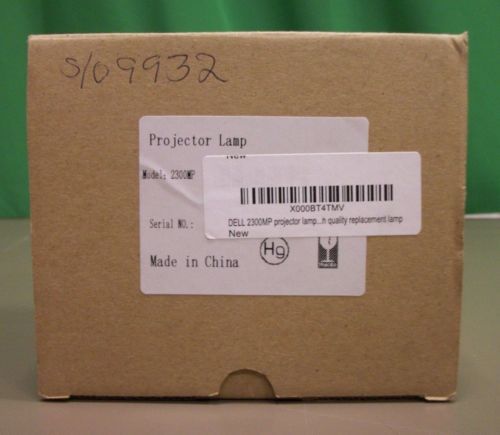 S/O 9932
Projector Lamp
New
Model: 2300MP
X000BT4TMV
DELL 2300MP projector lamp...h quality replacement lamp
New
Serial NO.:
Hg
Made in China